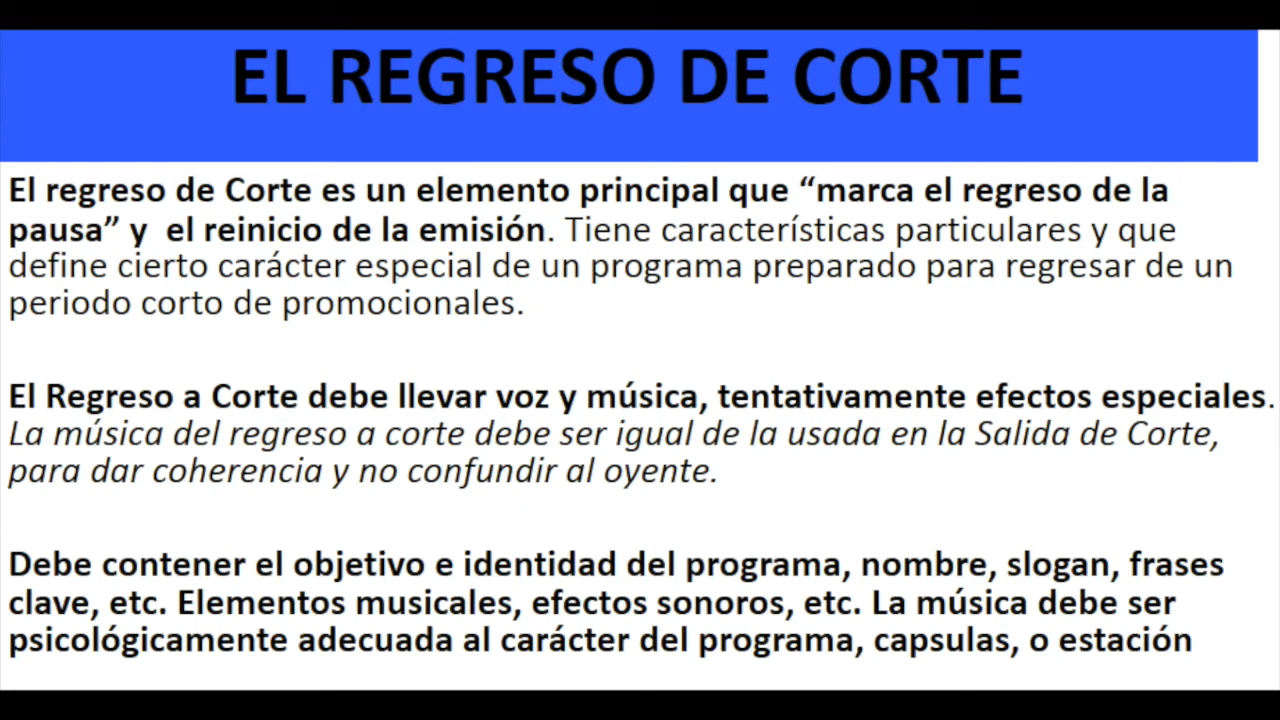 EL REGRESO DE CORTE
El regreso de Corte es un elemento principal que “marca el regreso de la
pausa” y  el reinicio de la emisión. Tiene características particulares y que
define cierto carácter especial de un programa preparado para regresar de un
periodo corto de promocionales.
El Regreso a Corte debe llevar voz y música, tentativamente efectos especiales.
La música del regreso a corte debe ser igual de la usada en la Salida de Corte,
para dar coherencia y no confundir al oyente.
Debe contener el objetivo e identidad del programa, nombre, slogan, frases
clave, etc. Elementos musicales, efectos sonoros, etc. La música debe ser
psicológicamente adecuada al carácter del programa, capsulas, o estación